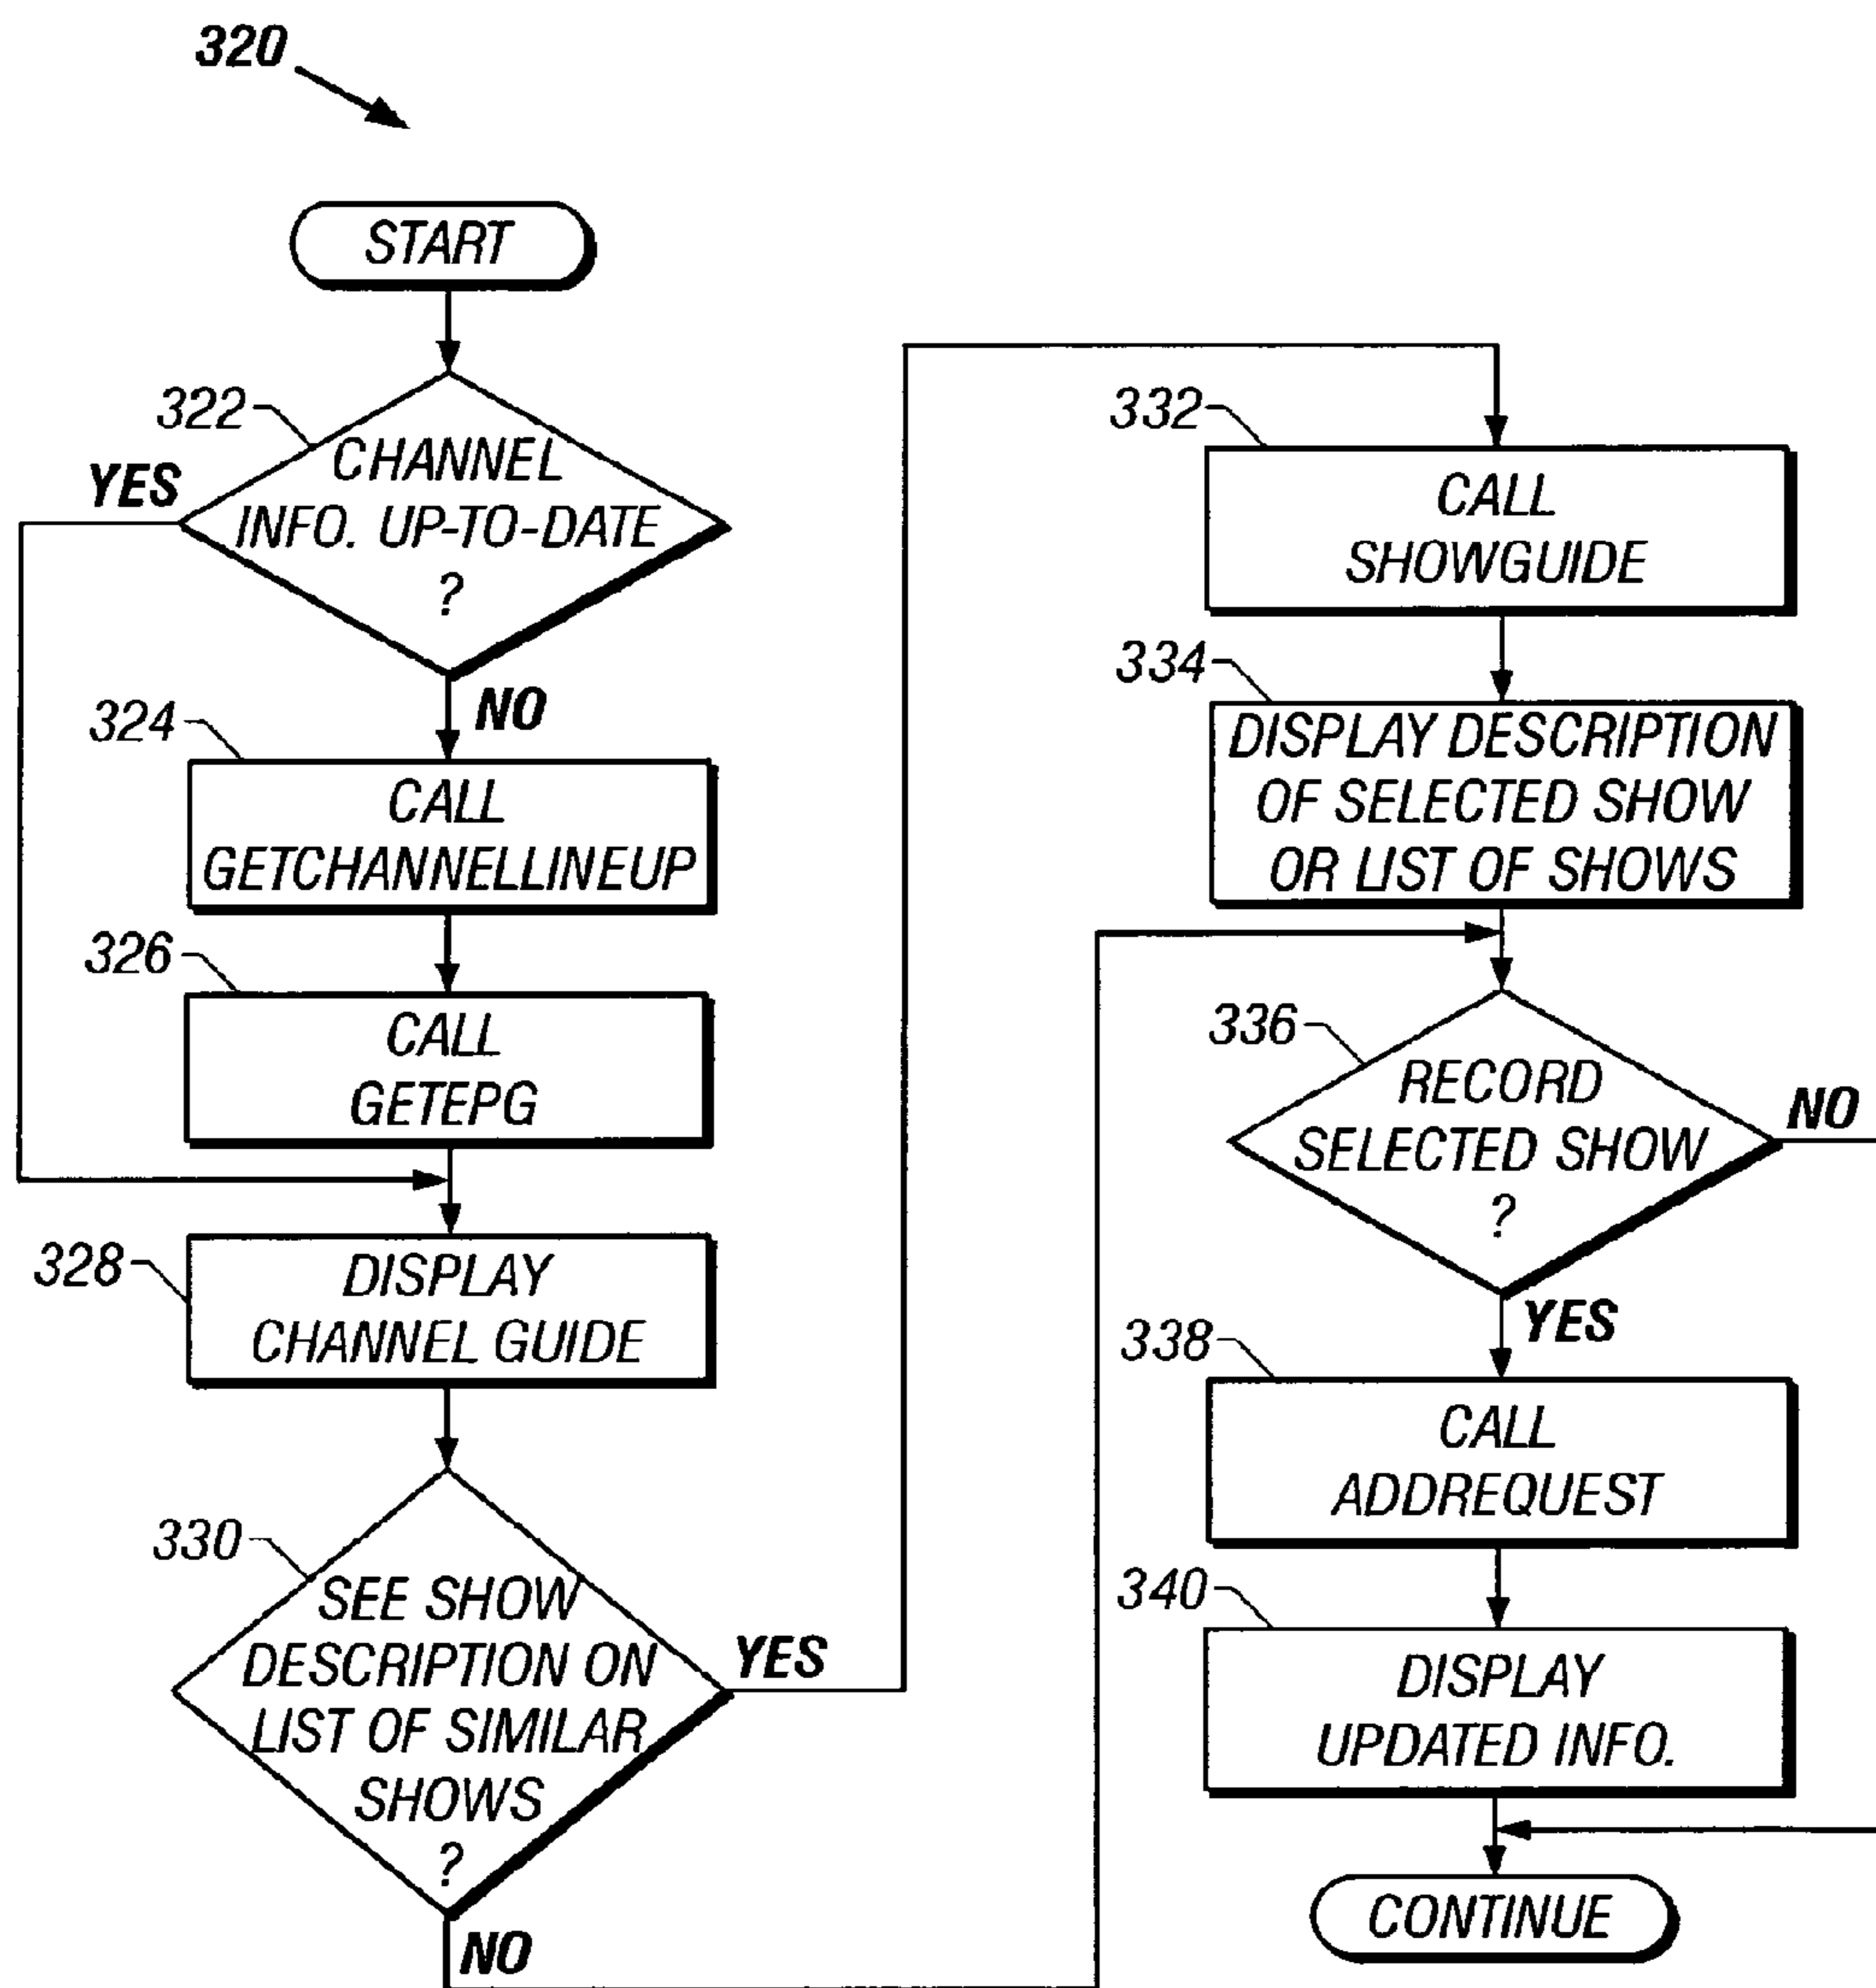 320
START
322
CHANNEL
INFO. UP-TO-DATE
?
YES
NO
324
CALL
GETCHANNELLINEUP
326
CALL
GETEPG
328
DISPLAY
CHANNEL GUIDE
330
SEE SHOW
DESCRIPTION ON
LIST OF SIMILAR
SHOWS
?
YES
NO
332
CALL
SHOWGUIDE
334
DISPLAY DESCRIPTION
OF SELECTED SHOW
OR LIST OF SHOWS
336
RECORD
SELECTED SHOW
?
NO
YES
338
CALL
ADDREQUEST
340
DISPLAY
UPDATED INFO.
CONTINUE